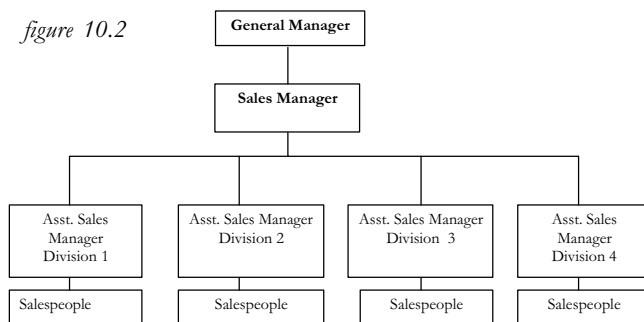 figure 10.2
General Manager
Sales Manager
Asst. Sales
Manager
Division 1
Asst. Sales Manager
Division 2
Asst. Sales Manager
Division 3
Asst. Sales
Manager
Division 4
Salespeople
Salespeople
Salespeople
Salespeople